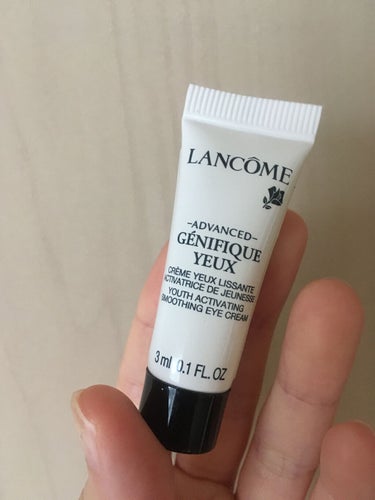 LANCÔME
-ADVANCED-
GÉNIFIQUE
YEUX
CRÈME YEUX LISSANTE
ACTIVATRICE DE JEUNESSE
YOUTH ACTIVATING
SMOOTHING EYE CREAM
3 ml 0.1 FL. OZ